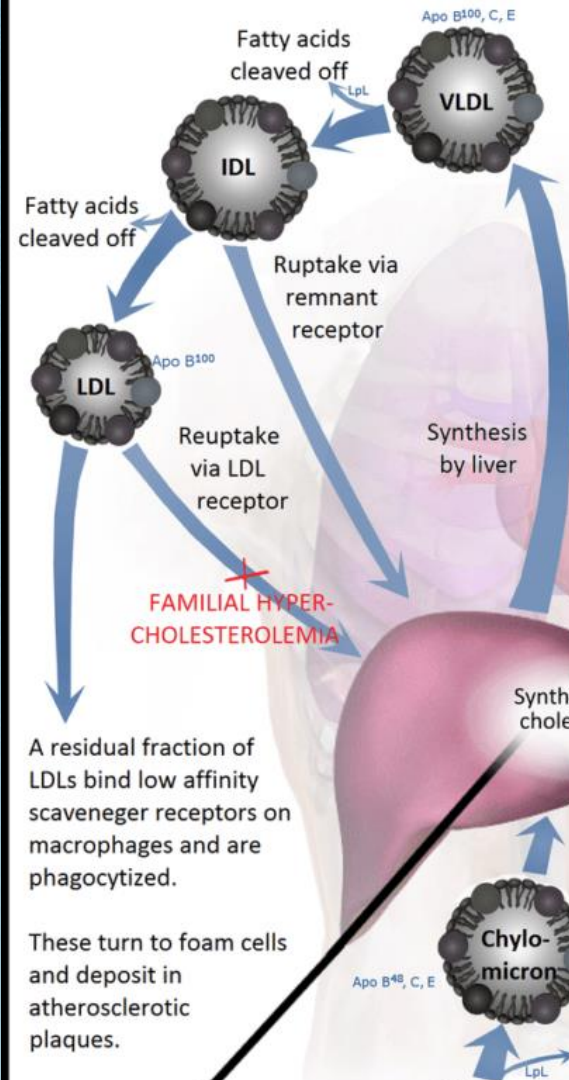 Apo B¹⁰⁰, C, E
Fatty acids
cleaved off
LpL
VLDL
IDL
Fatty acids
cleaved off
Ruptake via
remnant
receptor
LDL
Apo B¹⁰⁰
Reuptake
via LDL
receptor
Synthesis
by liver
FAMILIAL HYPER-
CHOLESTEROLEMIA
Synth
chole
A residual fraction of
LDLs bind low affinity
scaveneger receptors on
macrophages and are
phagocytized.
These turn to foam cells
and deposit in
atherosclerotic
plaques.
Chylo-
micron
Apo B⁴⁸, C, E
LpL